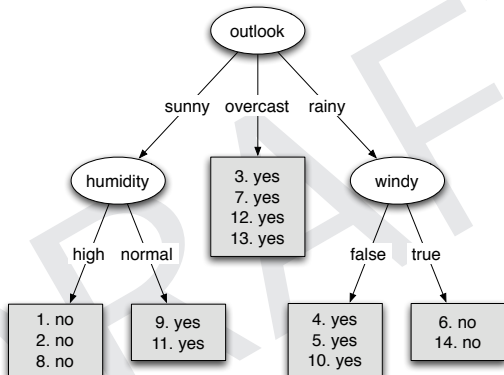 outlook
sunny overcast rainy
humidity
3. yes
7. yes
12. yes
13. yes
windy
high normal
false true
1. no
2. no
8. no
9. yes
11. yes
4. yes
5. yes
10. yes
6. no
14. no